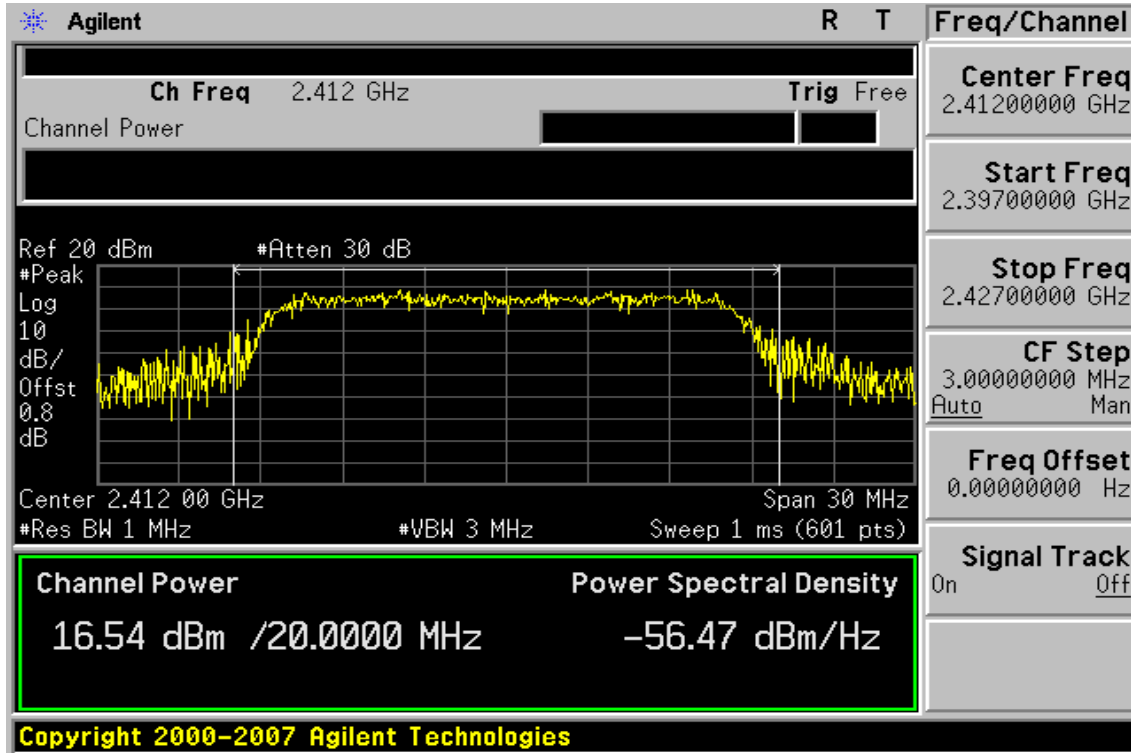 Agilent R T
Ch Freq 2.412 GHz Trig Free
Channel Power
Ref 20 dBm #Atten 30 dB
#Peak
Log
10
dB/
Offst
0.8
dB
Center 2.412 00 GHz Span 30 MHz
#Res BW 1 MHz #VBW 3 MHz Sweep 1 ms (601 pts)
Channel Power Power Spectral Density
16.54 dBm /20.0000 MHz -56.47 dBm/Hz
Copyright 2000-2007 Agilent Technologies
Freq/Channel
Center Freq
2.41200000 GHz
Start Freq
2.39700000 GHz
Stop Freq
2.42700000 GHz
CF Step
3.00000000 MHz
Auto Man
Freq Offset
0.00000000 Hz
Signal Track
On Off